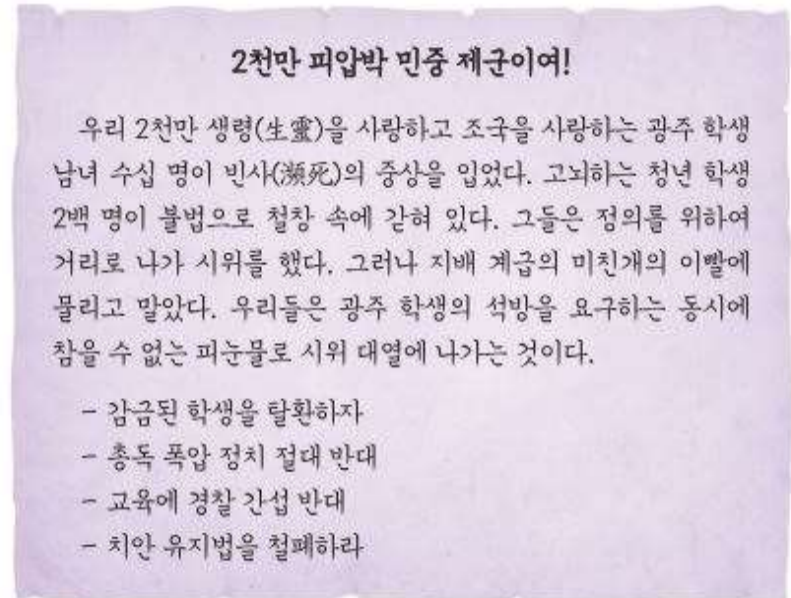 2천만 피압박 민중 제군이여!
우리 2천만 생령(生靈)을 사랑하고 조국을 사랑하는 광주 학생
남녀 수십 명이 빈사(瀕死)의 중상을 입었다. 고뇌하는 청년 학생
2백 명이 불법으로 철창 속에 갇혀 있다. 그들은 정의를 위하여
거리로 나가 시위를 했다. 그러나 지배 계급의 미친개의 이빨에
물리고 말았다. 우리들은 광주 학생의 석방을 요구하는 동시에
참을 수 없는 피눈물로 시위 대열에 나가는 것이다.
- 감금된 학생을 탈환하자
- 총독 폭압 정치 절대 반대
- 교육에 경찰 간섭 반대
- 치안 유지법을 철폐하라